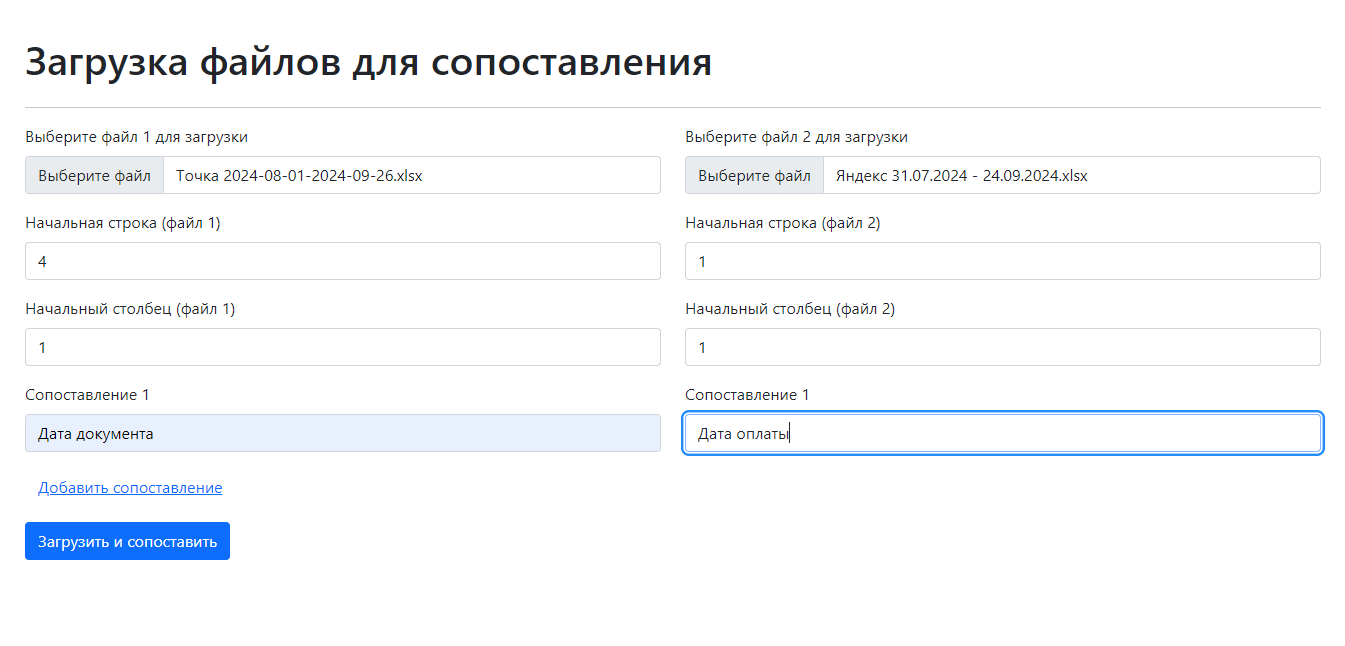 Загрузка файлов для сопоставления
Выберите файл 1 для загрузки
Выберите файл 2 для загрузки
Выберите файл Точка 2024-08-01-2024-09-26.xlsx
Выберите файл Яндекс 31.07.2024 - 24.09.2024.xlsx
Начальная строка (файл 1)
Начальная строка (файл 2)
4
1
Начальный столбец (файл 1)
Начальный столбец (файл 2)
1
1
Сопоставление 1
Сопоставление 1
Дата документа
Дата оплаты
Добавить сопоставление
Загрузить и сопоставить